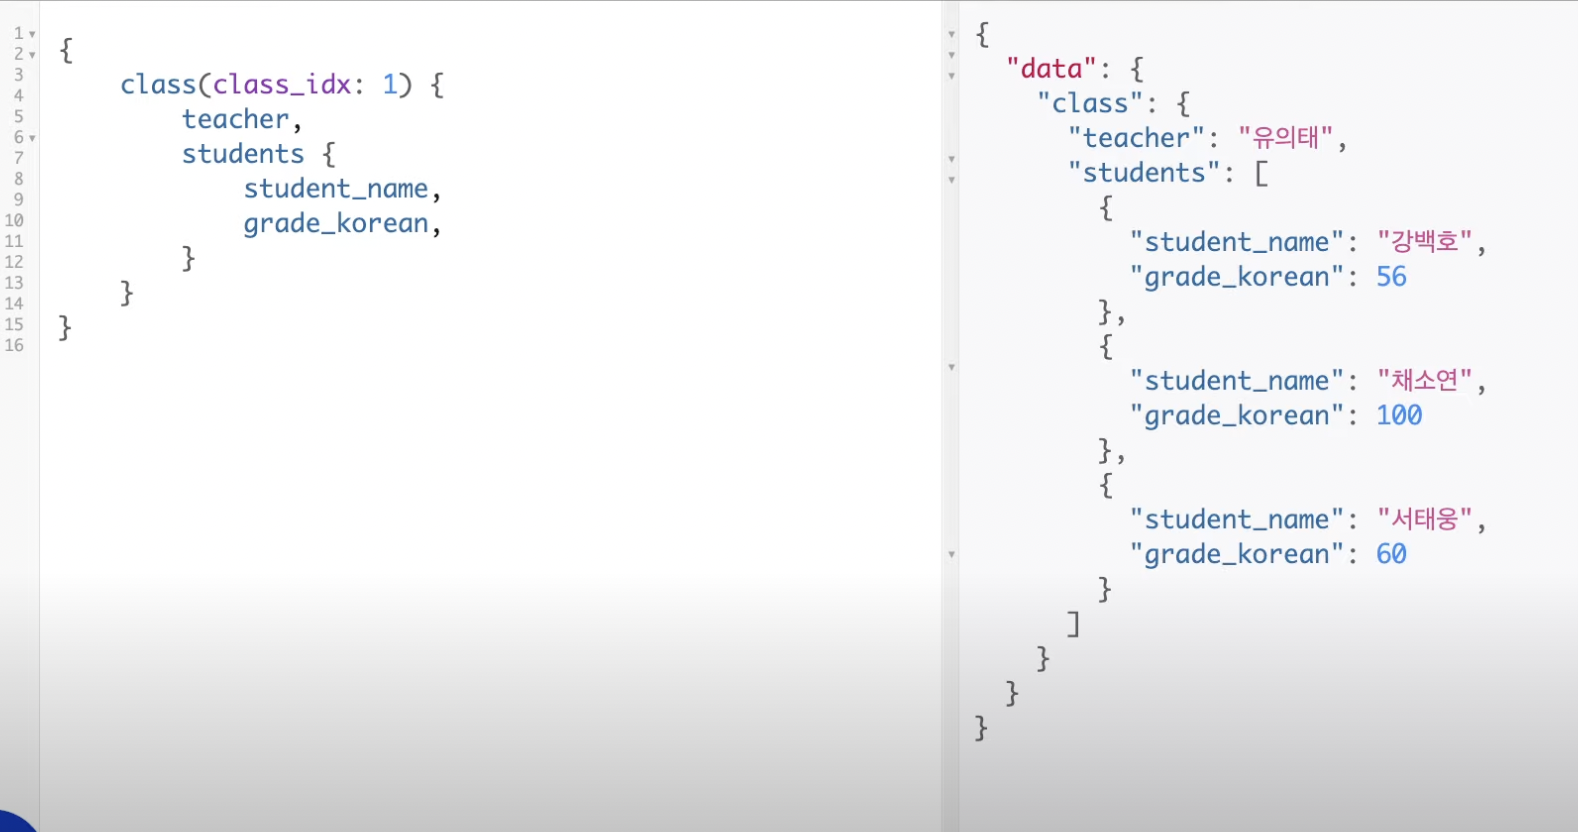 1
2
3
4
5
6
7
8
9
10
11
12
13
14
15
16
{
class(class_idx: 1) {
teacher,
students {
student_name,
grade_korean,
}
}
}
{
"data": {
"class": {
"teacher": "유의태",
"students": [
{
"student_name": "강백호",
"grade_korean": 56
},
{
"student_name": "채소연",
"grade_korean": 100
},
{
"student_name": "서태웅",
"grade_korean": 60
}
]
}
}
}